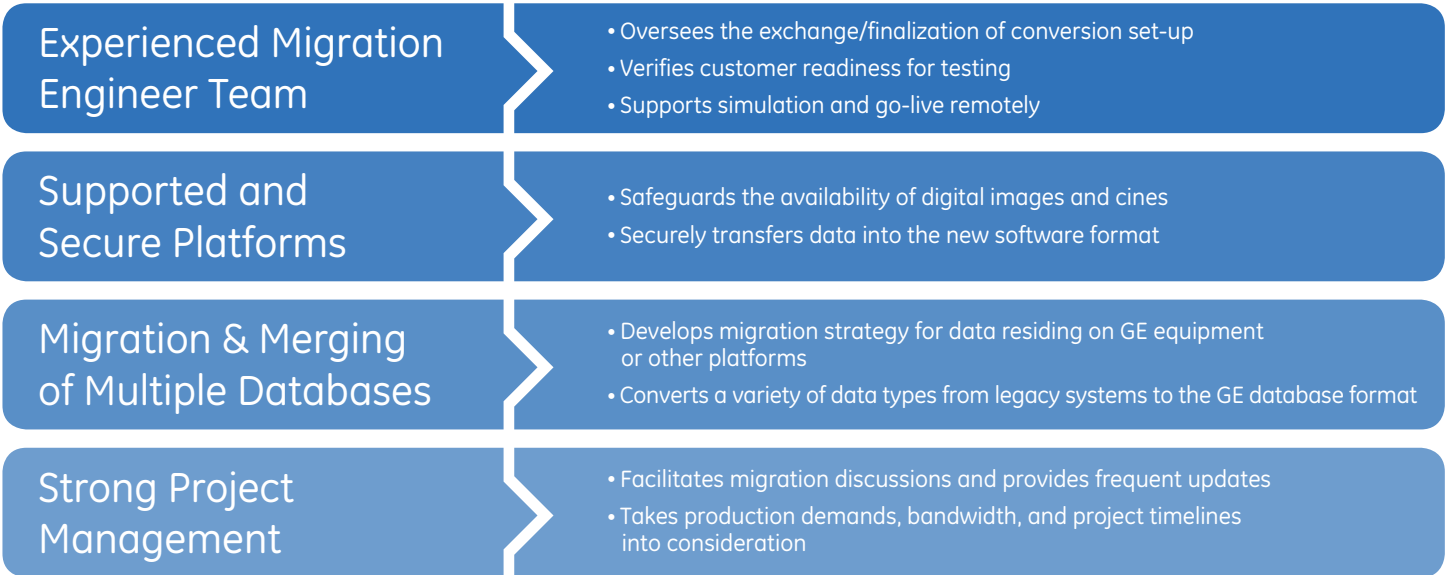 Experienced Migration
Engineer Team
• Oversees the exchange/finalization of conversion set-up
• Verifies customer readiness for testing
• Supports simulation and go-live remotely
Supported and
Secure Platforms
• Safeguards the availability of digital images and cines
• Securely transfers data into the new software format
Migration & Merging
of Multiple Databases
• Develops migration strategy for data residing on GE equipment
or other platforms
• Converts a variety of data types from legacy systems to the GE database format
Strong Project
Management
• Facilitates migration discussions and provides frequent updates
• Takes production demands, bandwidth, and project timelines
into consideration